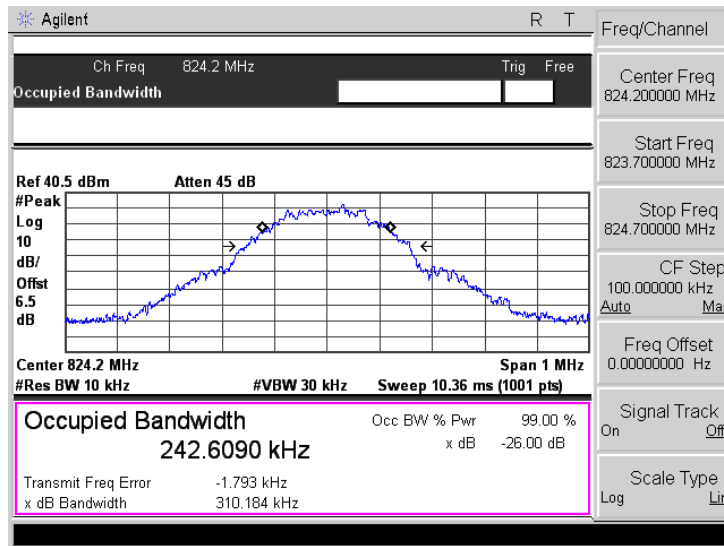 Agilent R T
Freq/Channel
Ch Freq 824.2 MHz Trig Free
Occupied Bandwidth
Center Freq
824.200000 MHz
Start Freq
823.700000 MHz
Stop Freq
824.700000 MHz
CF Step
100.000000 kHz
Auto Ma
Freq Offset
0.00000000 Hz
Signal Track
On Off
Scale Type
Log Lin
Ref 40.5 dBm Atten 45 dB
#Peak
Log
10
dB/
Offst
6.5
dB
Center 824.2 MHz Span 1 MHz
#Res BW 10 kHz #VBW 30 kHz Sweep 10.36 ms (1001 pts)
Occupied Bandwidth Occ BW % Pwr 99.00 %
242.6090 kHz x dB -26.00 dB
Transmit Freq Error -1.793 kHz
x dB Bandwidth 310.184 kHz